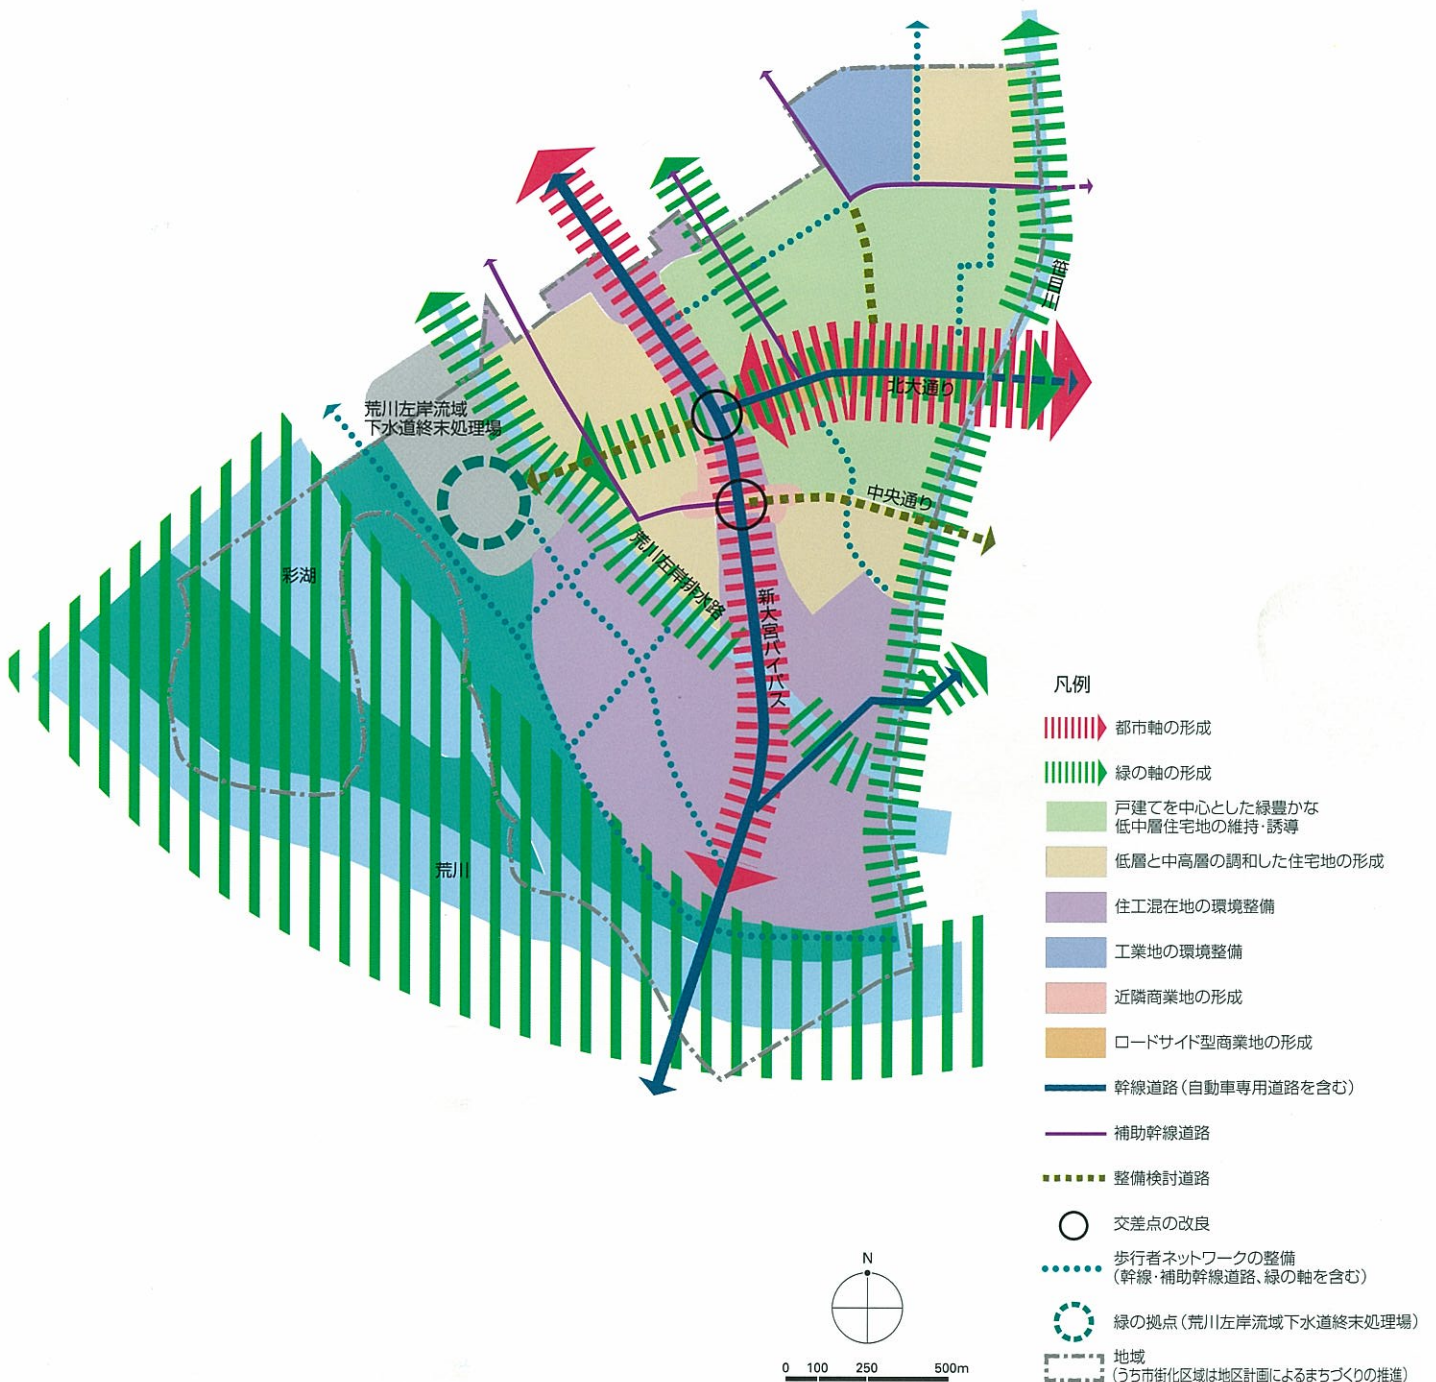 笹目川
北大通り
荒川左岸流域
下水道終末処理場
中央通り
荒川左岸排水路
彩湖
新大宮バイパス
荒川
凡例
都市軸の形成
緑の軸の形成
戸建てを中心とした緑豊かな
低中層住宅地の維持・誘導
低層と中高層の調和した住宅地の形成
住工混在地の環境整備
工業地の環境整備
近隣商業地の形成
ロードサイド型商業地の形成
幹線道路(自動車専用道路を含む)
補助幹線道路
整備検討道路
交差点の改良
歩行者ネットワークの整備
(幹線・補助幹線道路、緑の軸を含む)
緑の拠点(荒川左岸流域下水道終末処理場)
地域
(うち市街化区域は地区計画によるまちづくりの推進)
N
0 100 250 500m